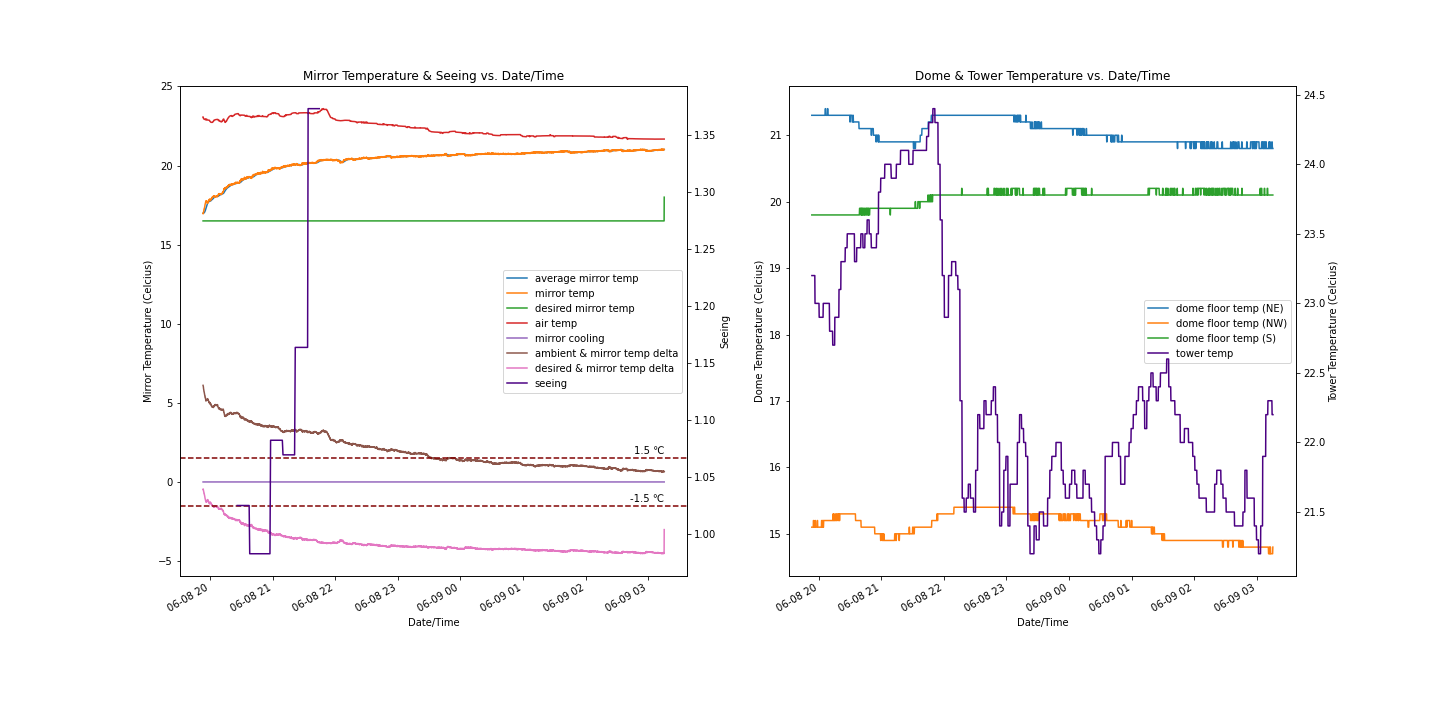 Mirror Temperature & Seeing vs. Date/Time
25
20
15
10
5
0
−5
Mirror Temperature (Celcius)
1.35
1.30
1.25
1.20
1.15
1.10
1.05
1.00
Seeing
average mirror temp
mirror temp
desired mirror temp
air temp
mirror cooling
ambient & mirror temp delta
desired & mirror temp delta
seeing
1.5 ℃
-1.5 ℃
06-08 20
06-08 21
06-08 22
06-08 23
06-09 00
06-09 01
06-09 02
06-09 03
Date/Time
Dome & Tower Temperature vs. Date/Time
21
20
19
18
17
16
15
Dome Temperature (Celcius)
24.5
24.0
23.5
23.0
22.5
22.0
21.5
Tower Temperature (Celcius)
dome floor temp (NE)
dome floor temp (NW)
dome floor temp (S)
tower temp
06-08 20
06-08 21
06-08 22
06-08 23
06-09 00
06-09 01
06-09 02
06-09 03
Date/Time